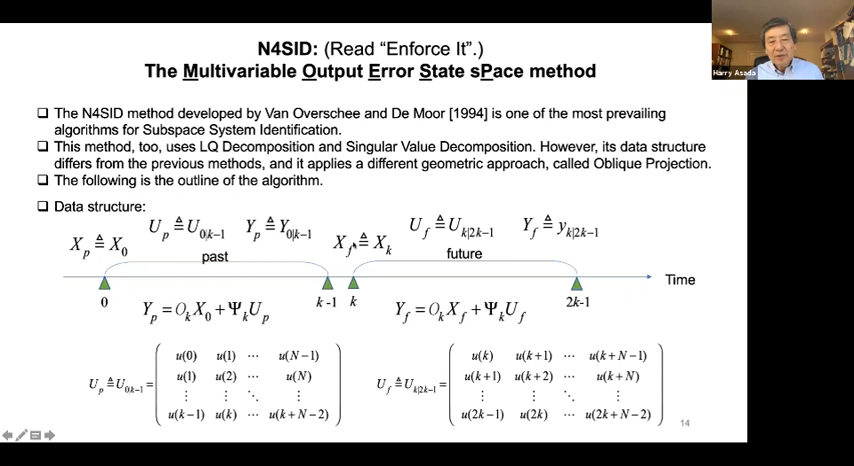 N4SID: (Read “Enforce It”.)
The Multivariable Output Error State sPace method
Harry Asada
❑ The N4SID method developed by Van Overschee and De Moor [1994] is one of the most prevailing
algorithms for Subspace System Identification.
❑ This method, too, uses LQ Decomposition and Singular Value Decomposition. However, its data structure
differs from the previous methods, and it applies a different geometric approach, called Oblique Projection.
❑ The following is the outline of the algorithm.
❑ Data structure:
X_p ≜ X_0 U_p ≜ U_{0|k−1} Y_p ≜ Y_{0|k−1} X_f ≜ X_k U_f ≜ U_{k|2k−1} Y_f ≜ y_{k|2k−1}
past future
Time
0 k-1 k 2k-1
Y_p = O_k X_0 + Ψ_k U_p Y_f = O_k X_f + Ψ_k U_f
u(0) u(1) ⋯ u(N−1) u(k) u(k+1) ⋯ u(k+N−1)
U_p ≜ U_{0k−1} = u(1) u(2) ⋱ u(N) U_f ≜ U_{k|2k−1} = u(k+1) u(k+2) ⋱ u(k+N)
⋮ ⋮ ⋱ ⋮ ⋮ ⋮ ⋱ ⋮
u(k−1) u(k) ⋯ u(k+N−2) u(2k−1) u(2k) ⋯ u(2k+N−2)
14